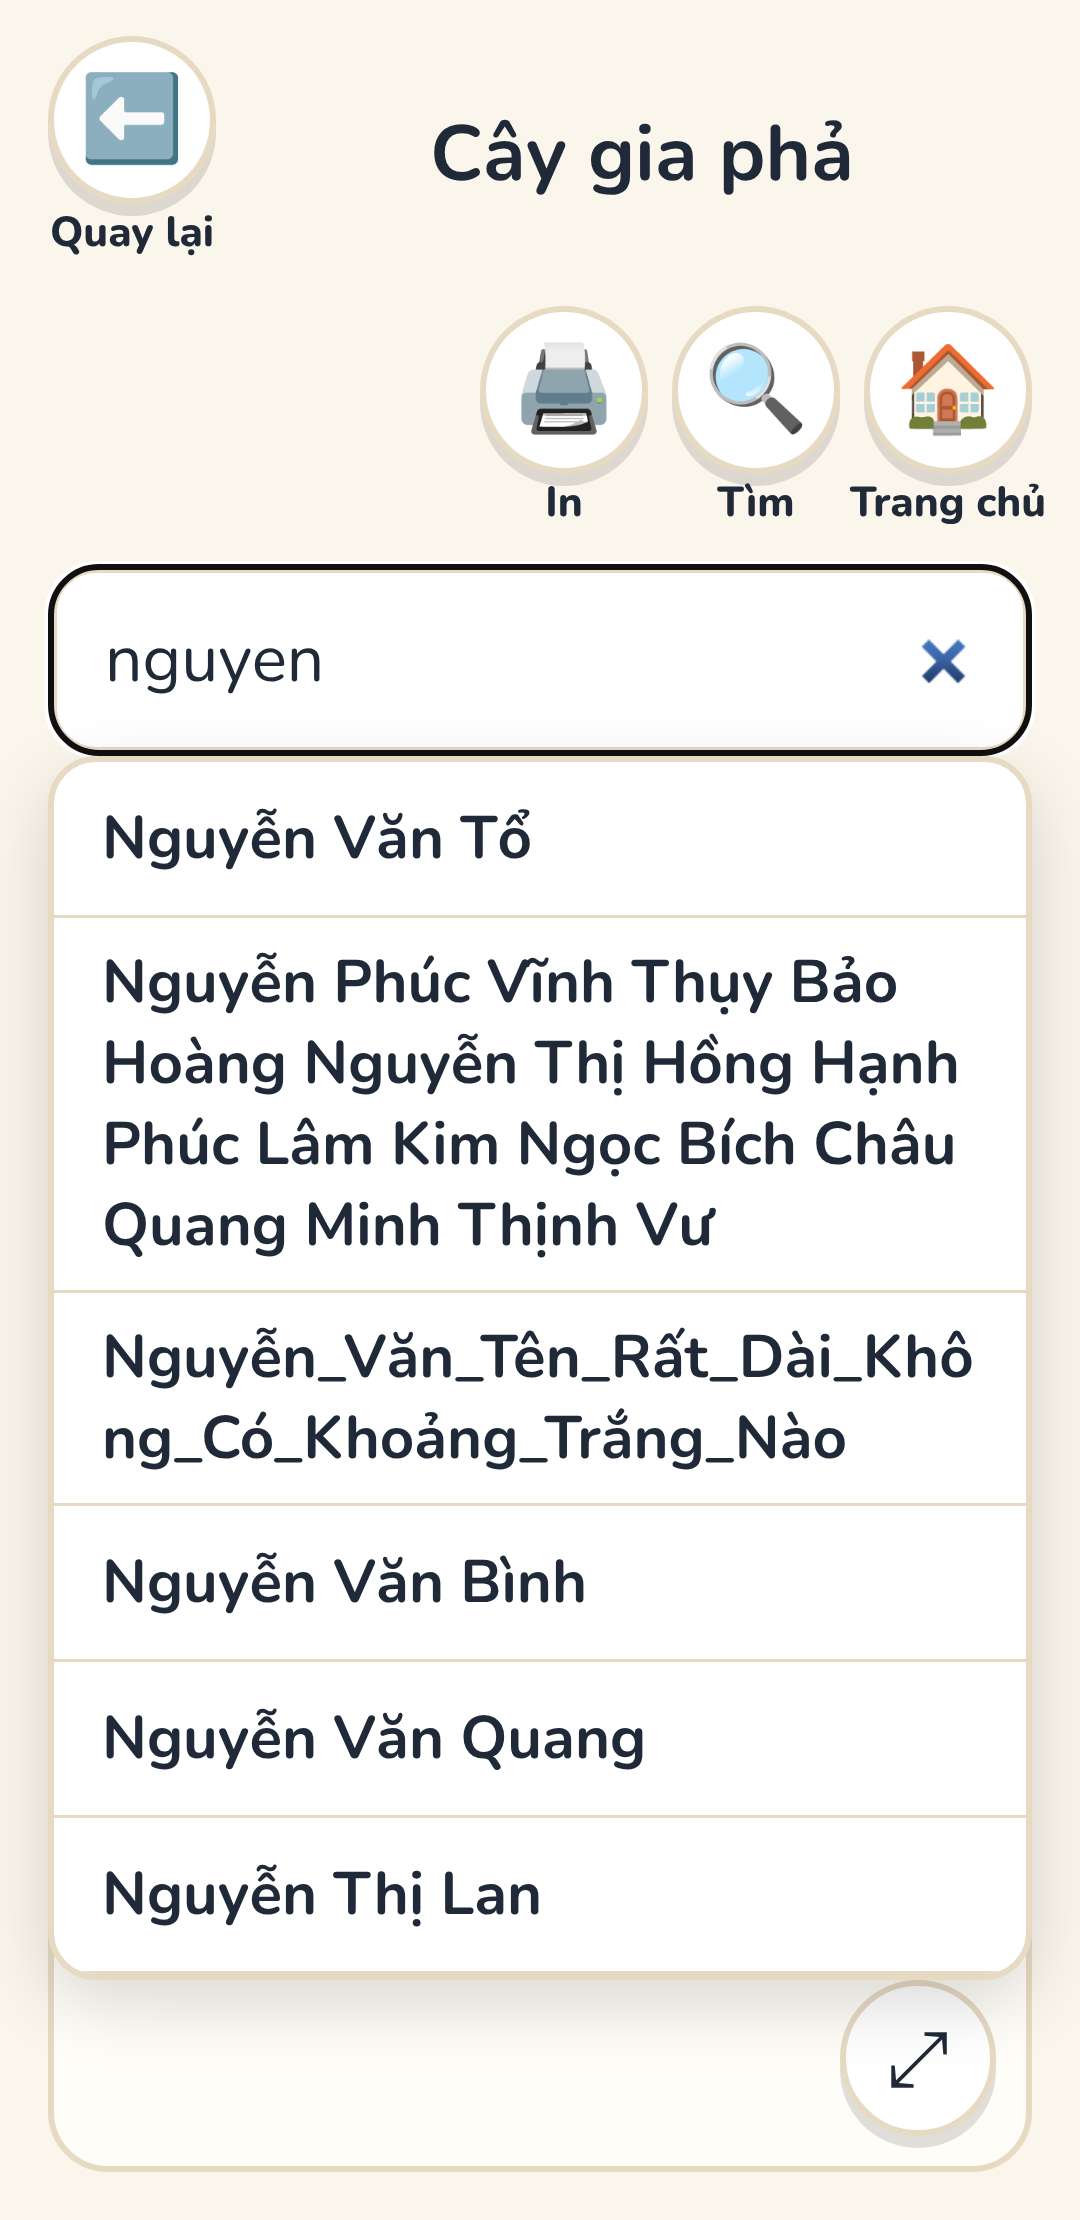 Cây gia phả
Quay lại
In
Tìm
Trang chủ
nguyen
Nguyễn Văn Tổ
Nguyễn Phúc Vĩnh Thụy Bảo
Hoàng Nguyễn Thị Hồng Hạnh
Phúc Lâm Kim Ngọc Bích Châu
Quang Minh Thịnh Vư
Nguyễn_Văn_Tên_Rất_Dài_Khô
ng_Có_Khoảng_Trắng_Nào
Nguyễn Văn Bình
Nguyễn Văn Quang
Nguyễn Thị Lan